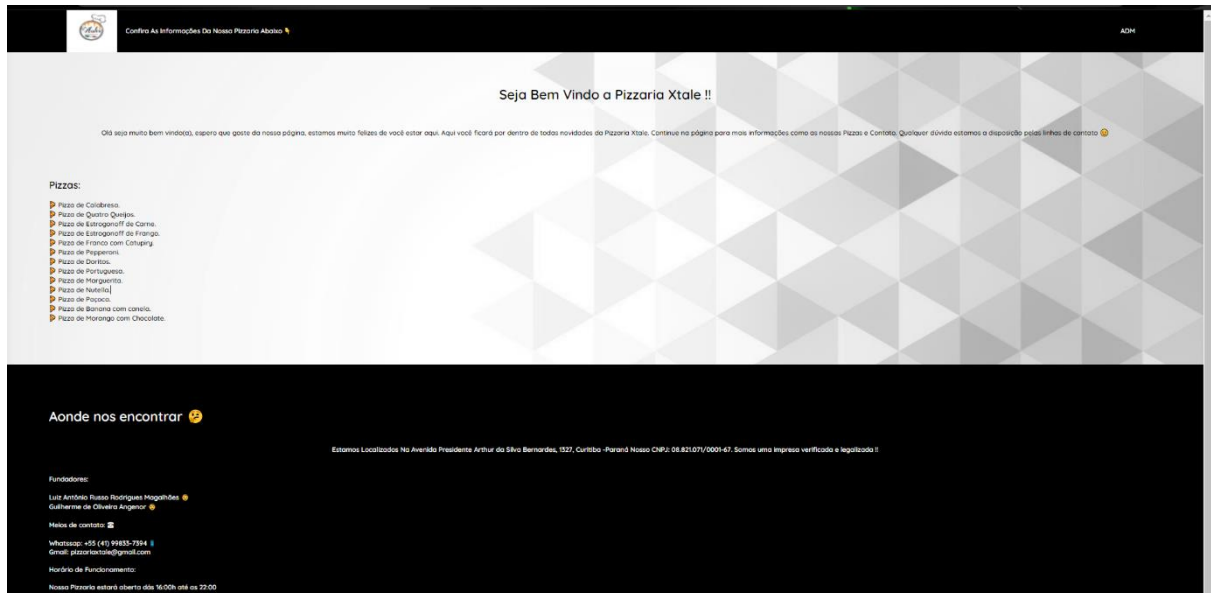 Confira As Informações Da Nossa Pizzaria Abaixo 👇
ADM
Seja Bem Vindo a Pizzaria Xtale !!
Olá seja muito bem vindo(a), espero que goste da nossa página, estamos muito felizes de você estar aqui. Aqui você ficará por dentro de todas novidades da Pizzaria Xtale. Continue na página para mais informações como as nossas Pizzas e Contato. Qualquer dúvida estamos a disposição pelas linhas de contato 😉
Pizzas:
🍕 Pizza de Calabresa.
🍕 Pizza de Quatro Queijos.
🍕 Pizza de Estrogonoff de Carne.
🍕 Pizza de Estrogonoff de Frango.
🍕 Pizza de Franco com Catupiry.
🍕 Pizza de Pepperoni.
🍕 Pizza de Doritos.
🍕 Pizza de Portuguesa.
🍕 Pizza de Marguerita.
🍕 Pizza de Nutella.
🍕 Pizza de Paçoca.
🍕 Pizza de Banana com canela.
🍕 Pizza de Morango com Chocolate.
Aonde nos encontrar 🤔
Estamos Localizados Na Avenida Presidente Arthur da Silva Bernardes, 1327, Curitiba -Paraná Nosso CNPJ: 08.821.071/0001-67. Somos uma impresa verificada e legalizada !!
Fundadores:
Luiz Antônio Russo Rodrigues Magalhães
Guilherme de Oliveira Angenor
Meios de contato: ☎
Whatssap: +55 (41) 99833-7394 📱
Gmail: pizzariaxtale@gmail.com
Horário de Funcionamento:
Nossa Pizzaria estará aberta dás 16:00h até as 22:00